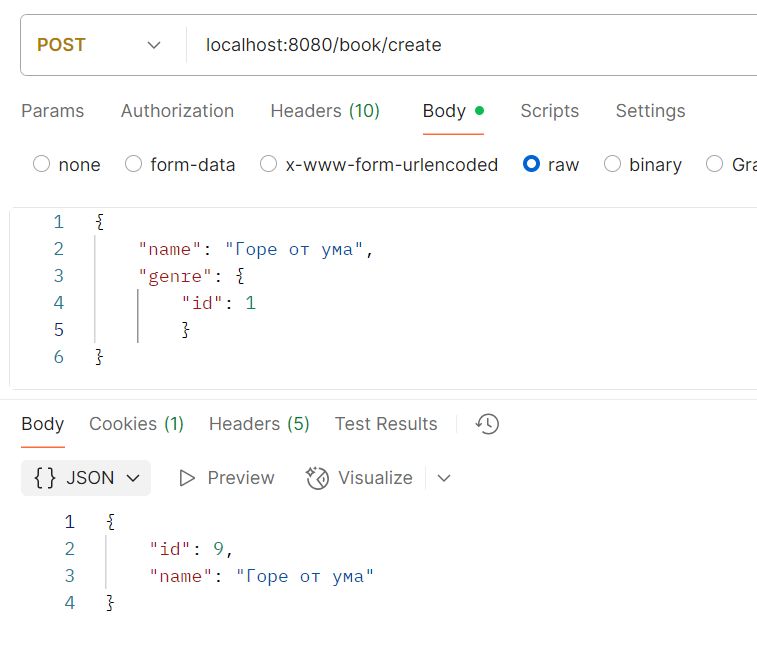 POST localhost:8080/book/create
Params Authorization Headers (10) Body Scripts Settings
none form-data x-www-form-urlencoded raw binary Gra
1 {
2 "name": "Горе от ума",
3 "genre": {
4 "id": 1
5 }
6 }
Body Cookies (1) Headers (5) Test Results
{} JSON Preview Visualize
1 {
2 "id": 9,
3 "name": "Горе от ума"
4 }